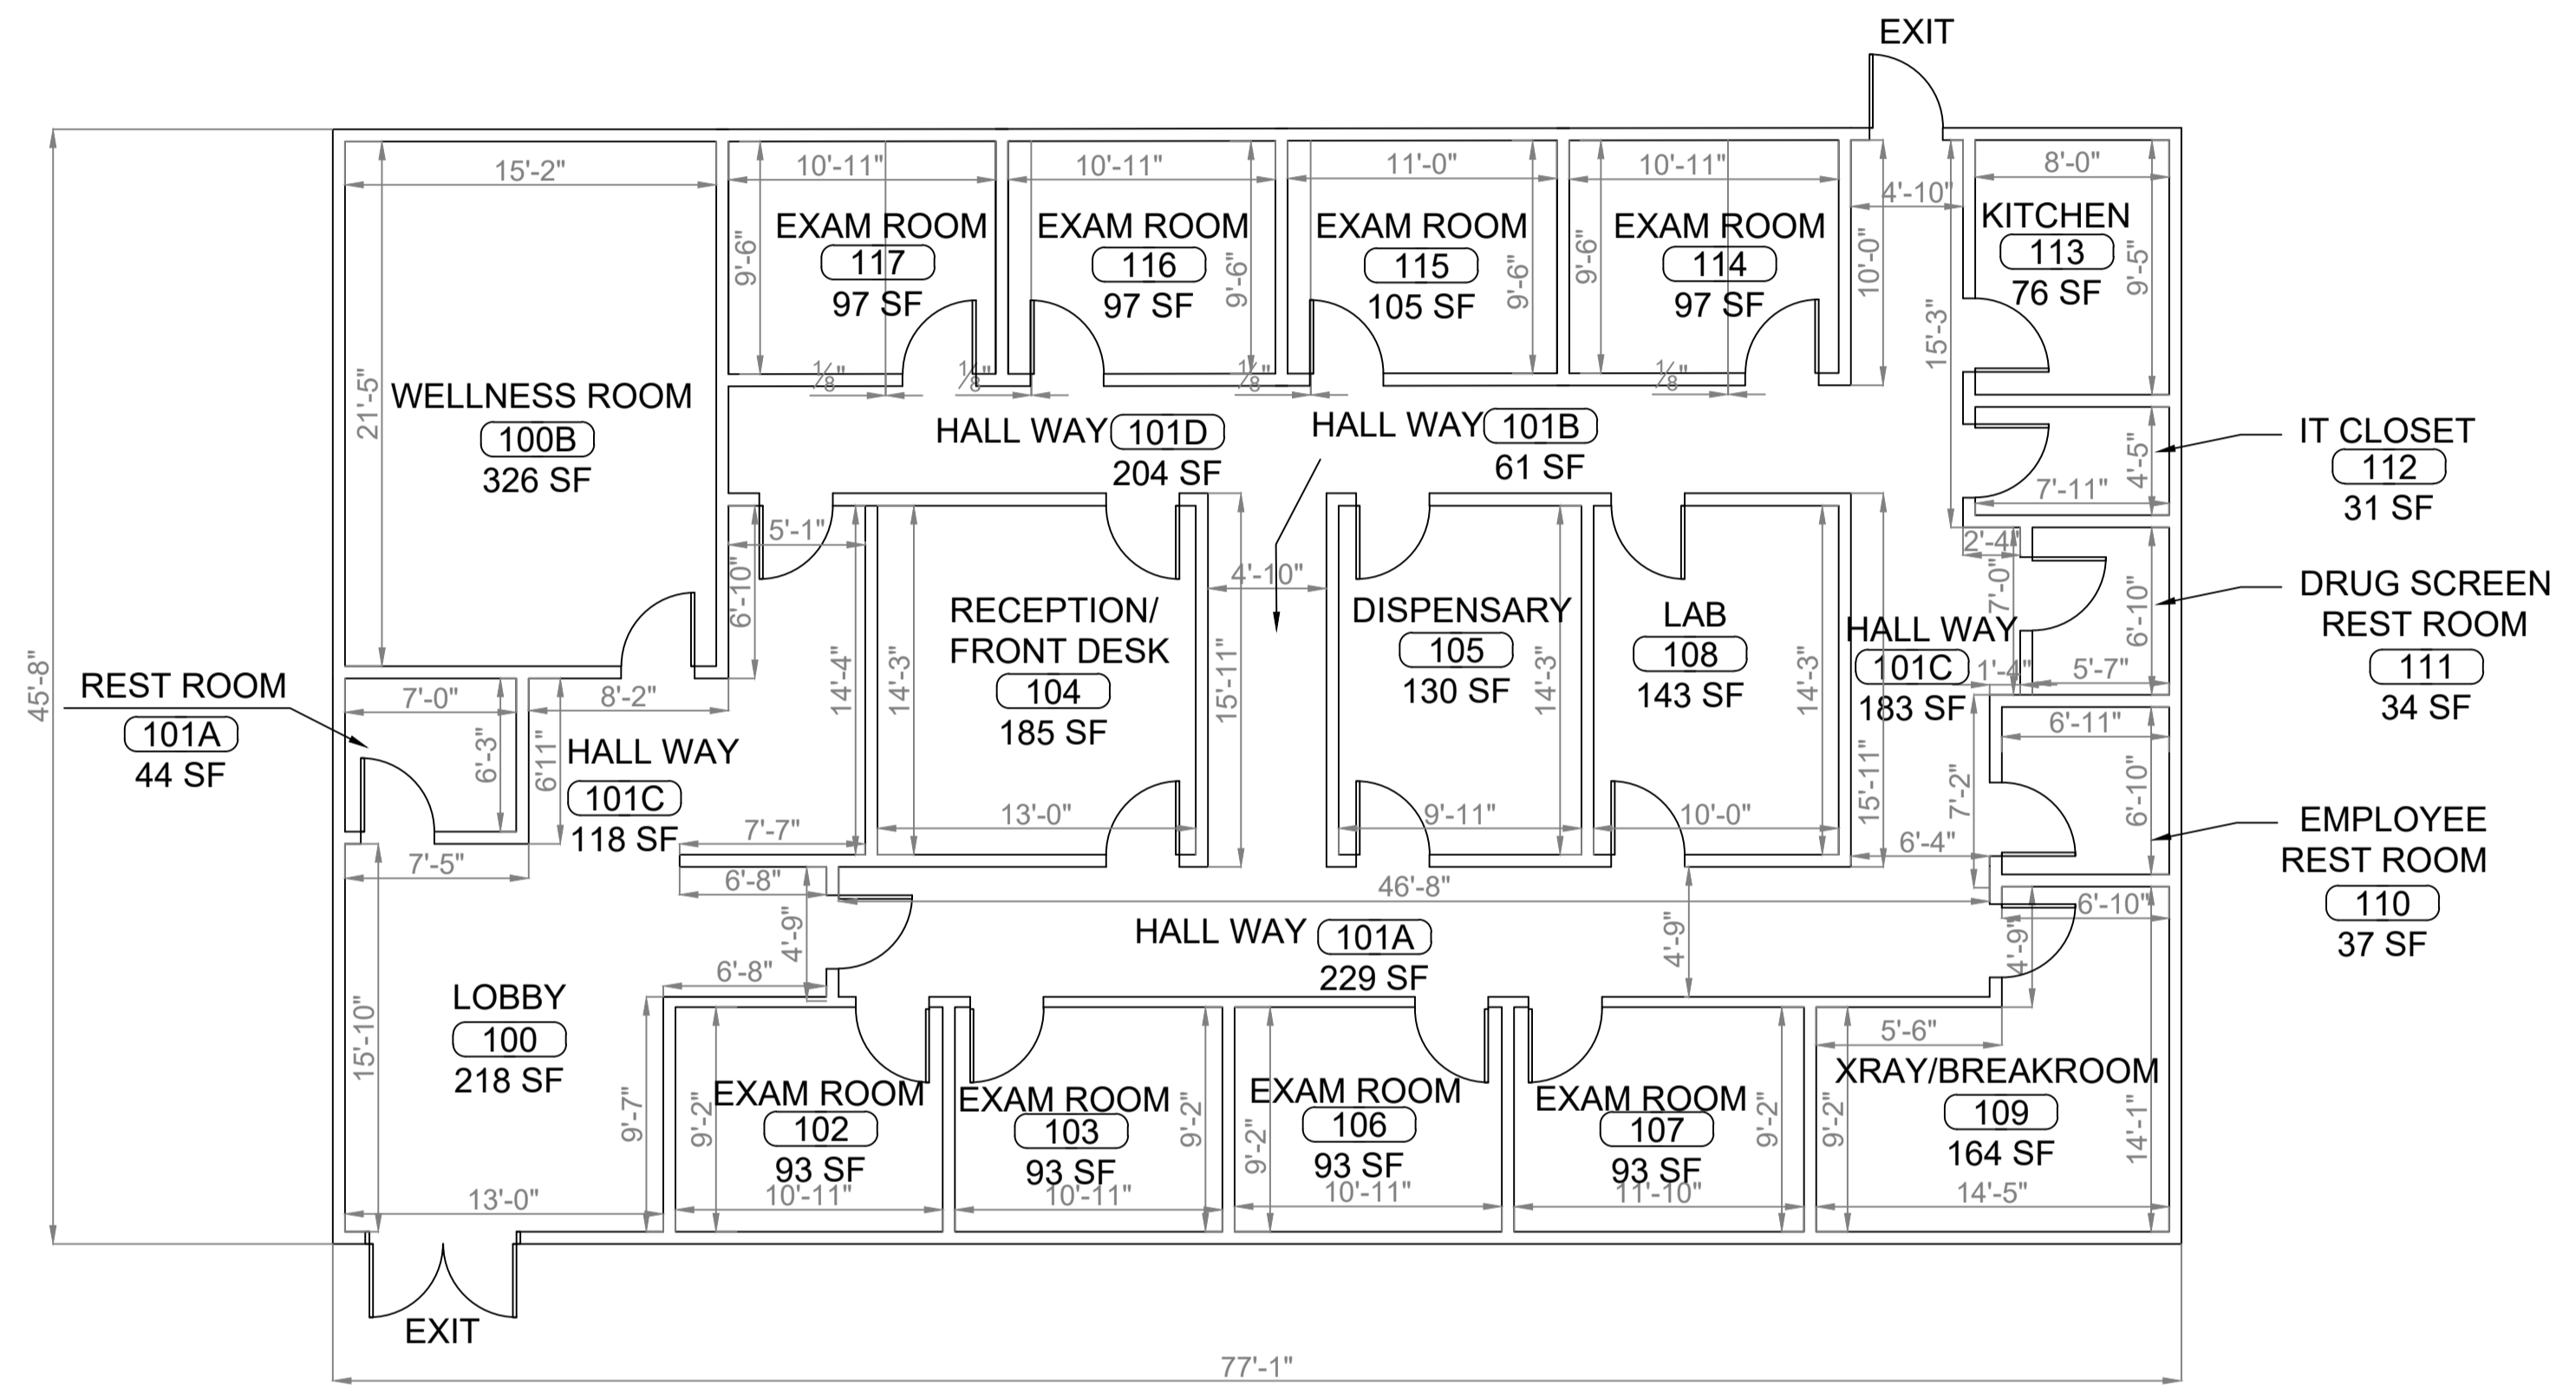 EXIT
15'-2"
10'-11"
10'-11"
11'-0"
10'-11"
4'-10"
8'-0"
EXAM ROOM
117
97 SF
9'-6"
EXAM ROOM
116
97 SF
9'-6"
EXAM ROOM
115
105 SF
9'-6"
EXAM ROOM
114
97 SF
9'-6"
10'-0"
15'-3"
KITCHEN
113
76 SF
9'-5"
1/8"
1/8"
1/8"
1/8"
21'-5"
WELLNESS ROOM
100B
326 SF
HALL WAY 101D
204 SF
HALL WAY 101B
61 SF
IT CLOSET
112
31 SF
4'-5"
7'-11"
45'-8"
5'-1"
6'-10"
4'-10"
2'-4"
7'-0"
6'-10"
DRUG SCREEN
REST ROOM
111
34 SF
RECEPTION/
FRONT DESK
104
185 SF
14'-4"
14'-3"
15'-11"
DISPENSARY
105
130 SF
14'-3"
LAB
108
143 SF
14'-3"
HALL WAY
101C
183 SF
15'-11"
1'-4"
5'-7"
REST ROOM
101A
44 SF
7'-0"
8'-2"
6'-3"
6'11"
HALL WAY
101C
118 SF
6'-11"
7'-2"
6'-10"
7'-7"
13'-0"
9'-11"
10'-0"
6'-4"
EMPLOYEE
REST ROOM
110
37 SF
7'-5"
6'-8"
46'-8"
6'-10"
4'-9"
HALL WAY 101A
229 SF
4'-9"
4'-9"
6'-8"
LOBBY
100
218 SF
15'-10"
9'-7"
13'-0"
EXAM ROOM
102
93 SF
9'-2"
10'-11"
EXAM ROOM
103
93 SF
9'-2"
10'-11"
EXAM ROOM
106
93 SF
9'-2"
10'-11"
EXAM ROOM
107
93 SF
9'-2"
11'-10"
5'-6"
XRAY/BREAKROOM
109
164 SF
9'-2"
14'-1"
14'-5"
EXIT
77'-1"